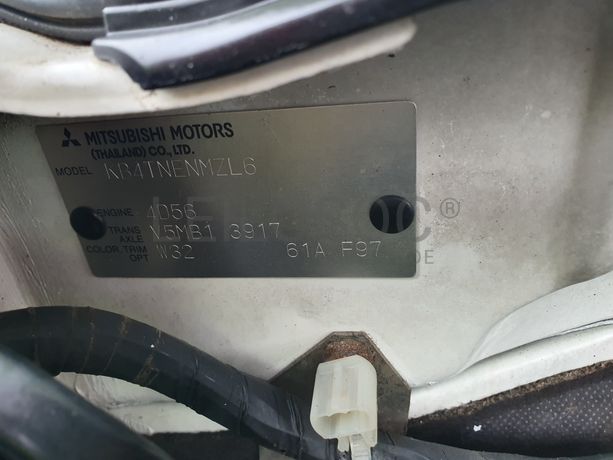 MITSUBISHI MOTORS
(THAILAND) CO., LTD.
MODEL KB4TNENMZL6
ENGINE 4D56
TRANS AXLE V5MB1 3917
COLOR, TRIM OPT W32 61A F97